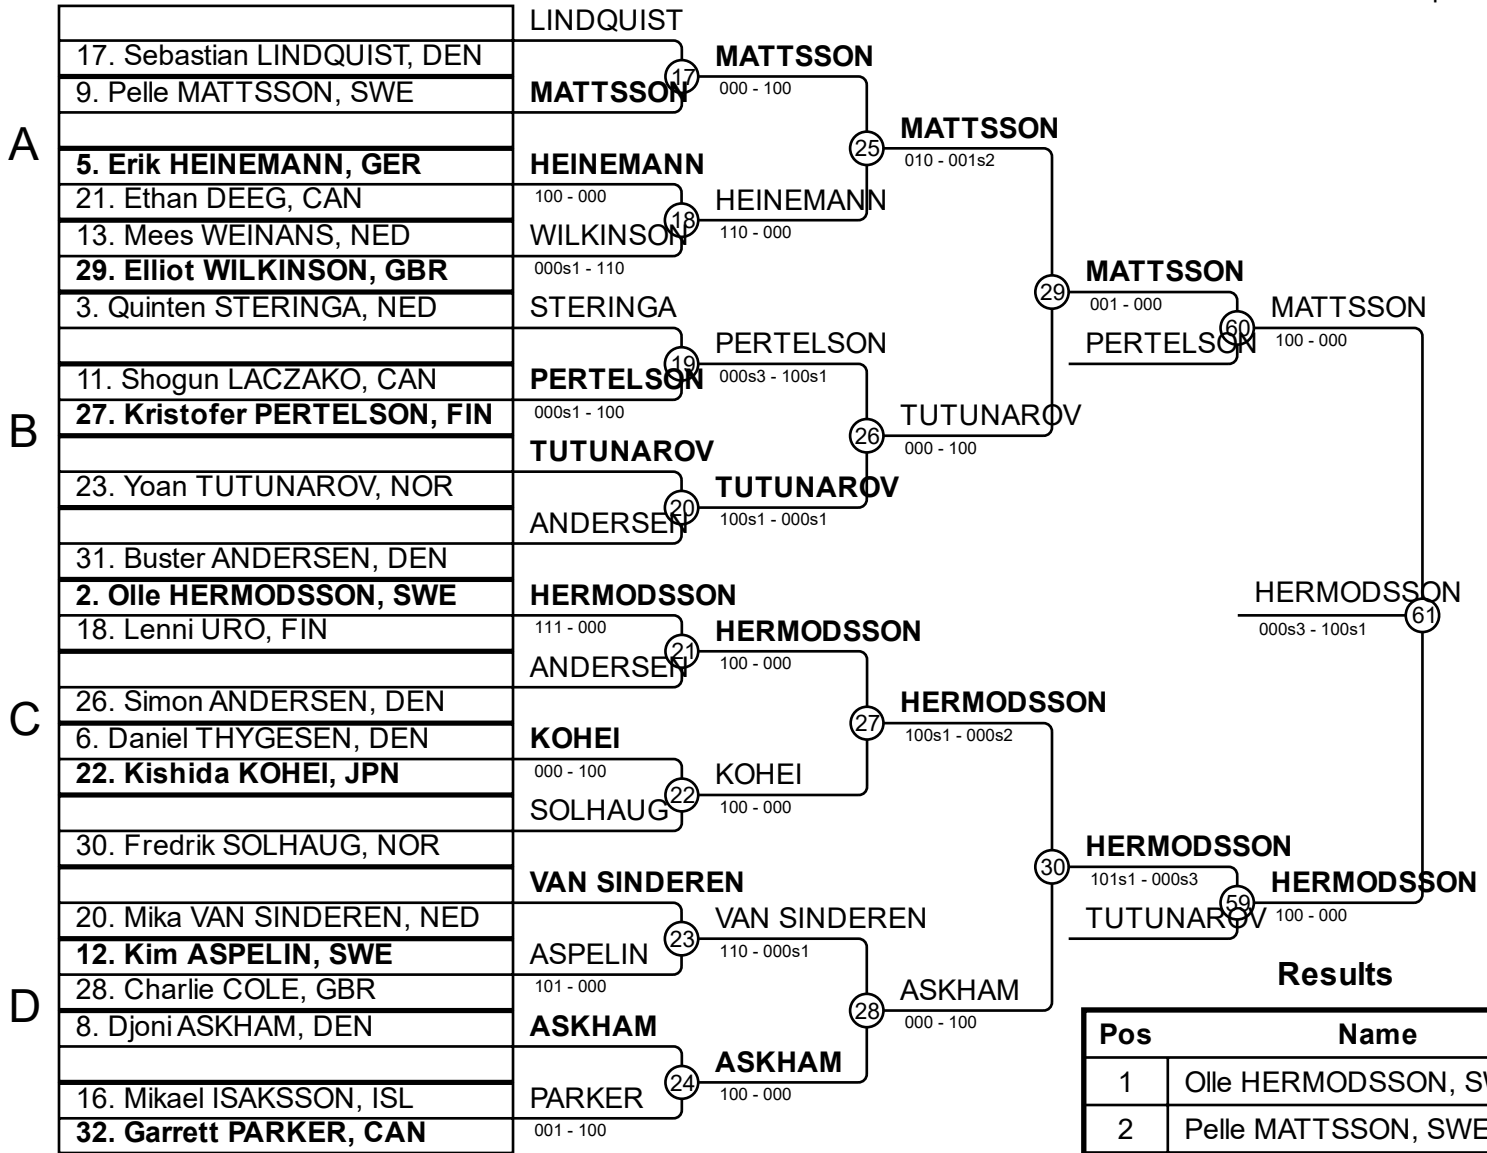 LINDQUIST
17. Sebastian LINDQUIST, DEN
MATTSSON
17
9. Pelle MATTSSON, SWE
MATTSSON
000 - 100
A
MATTSSON
25
010 - 001s2
5. Erik HEINEMANN, GER
HEINEMANN
100 - 000
21. Ethan DEEG, CAN
HEINEMANN
18
110 - 000
13. Mees WEINANS, NED
WILKINSON
000s1 - 110
29. Elliot WILKINSON, GBR
MATTSSON
29
001 - 000
3. Quinten STERINGA, NED
STERINGA
MATTSSON
60
100 - 000
PERTELSON
PERTELSON
19
000s3 - 100s1
11. Shogun LACZAKO, CAN
PERTELSON
000s1 - 100
27. Kristofer PERTELSON, FIN
TUTUNAROV
26
000 - 100
B
TUTUNAROV
23. Yoan TUTUNAROV, NOR
TUTUNAROV
20
100s1 - 000s1
ANDERSEN
31. Buster ANDERSEN, DEN
2. Olle HERMODSSON, SWE
HERMODSSON
111 - 000
HERMODSSON
61
000s3 - 100s1
18. Lenni URO, FIN
HERMODSSON
21
100 - 000
ANDERSEN
26. Simon ANDERSEN, DEN
HERMODSSON
27
100s1 - 000s2
C
6. Daniel THYGESEN, DEN
KOHEI
000 - 100
22. Kishida KOHEI, JPN
KOHEI
22
100 - 000
SOLHAUG
30. Fredrik SOLHAUG, NOR
HERMODSSON
30
101s1 - 000s3
VAN SINDEREN
HERMODSSON
59
100 - 000
20. Mika VAN SINDEREN, NED
VAN SINDEREN
23
110 - 000s1
TUTUNAROV
12. Kim ASPELIN, SWE
ASPELIN
101 - 000
28. Charlie COLE, GBR
ASKHAM
28
000 - 100
D
8. Djoni ASKHAM, DEN
ASKHAM
ASKHAM
24
100 - 000
16. Mikael ISAKSSON, ISL
PARKER
001 - 100
32. Garrett PARKER, CAN
Results
Pos Name
1 Olle HERMODSSON,
2 Pelle MATTSSON, SWE